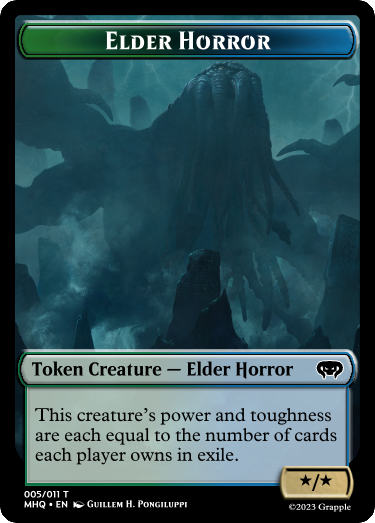 Elder Horror
Token Creature — Elder Horror
This creature's power and toughness
are each equal to the number of cards
each player owns in exile.
★/★
005/011 T
MHQ • EN Guillem H. Pongiluppi
©2023 Grapple